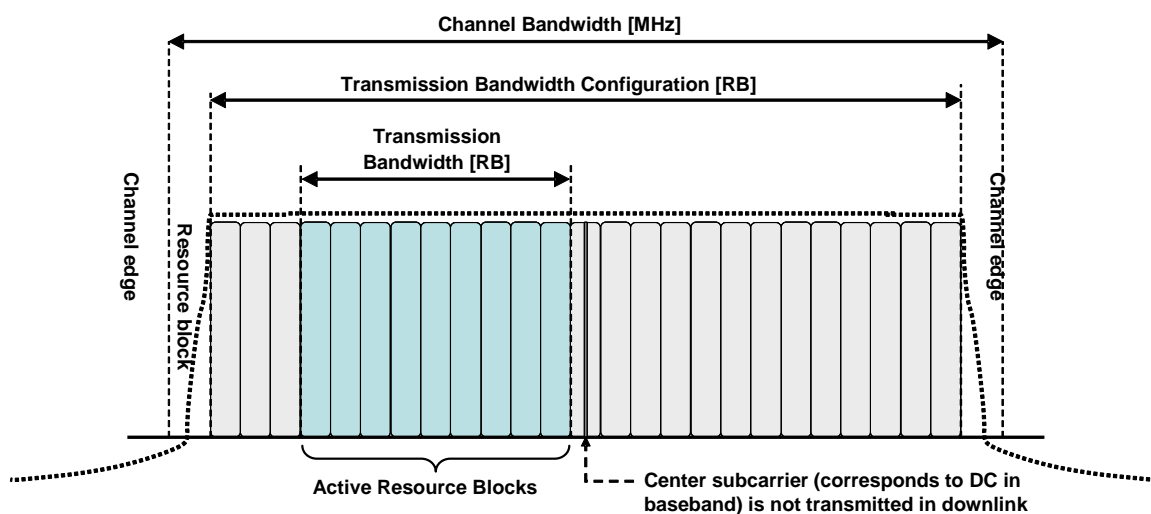 Channel Bandwidth [MHz]
Transmission Bandwidth Configuration [RB]
Transmission
Bandwidth [RB]
Channel edge
Resource block
Channel edge
Active Resource Blocks
Center subcarrier (corresponds to DC in
baseband) is not transmitted in downlink